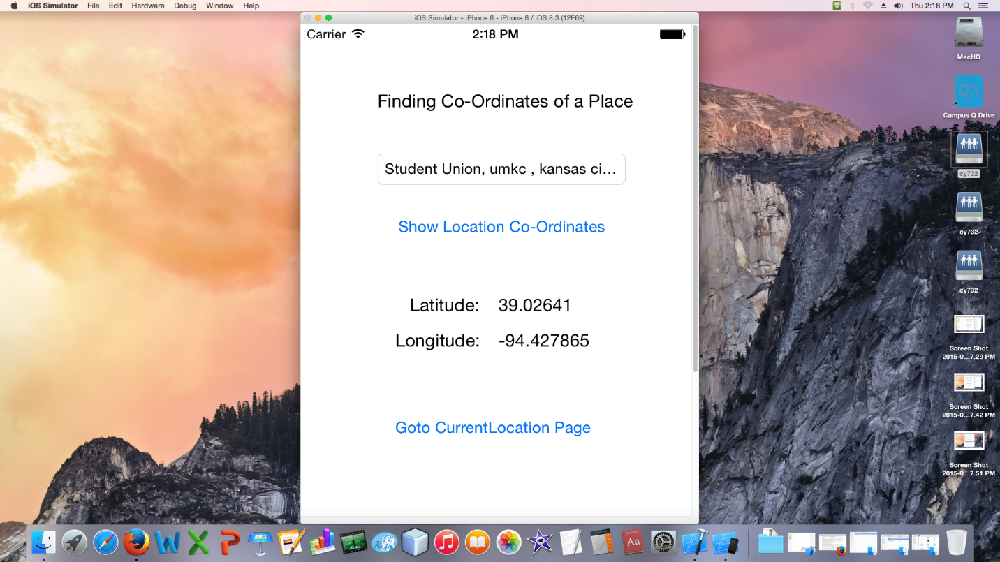 iOS Simulator File Edit Hardware Debug Window Help Thu 2:18 PM
iOS Simulator - iPhone 6 - iPhone 6 / iOS 8.3 (12F69)
Carrier 2:18 PM
Finding Co-Ordinates of a Place
Student Union, umkc , kansas ci...
Show Location Co-Ordinates
Latitude: 39.02641
Longitude: -94.427865
Goto CurrentLocation Page
MacHD
Q:\
Campus Q Drive
cy732
cy732-
cy732
Screen Shot
2015-0...7.29 PM
Screen Shot
2015-0...7.42 PM
Screen Shot
2015-0...7.51 PM
Aa